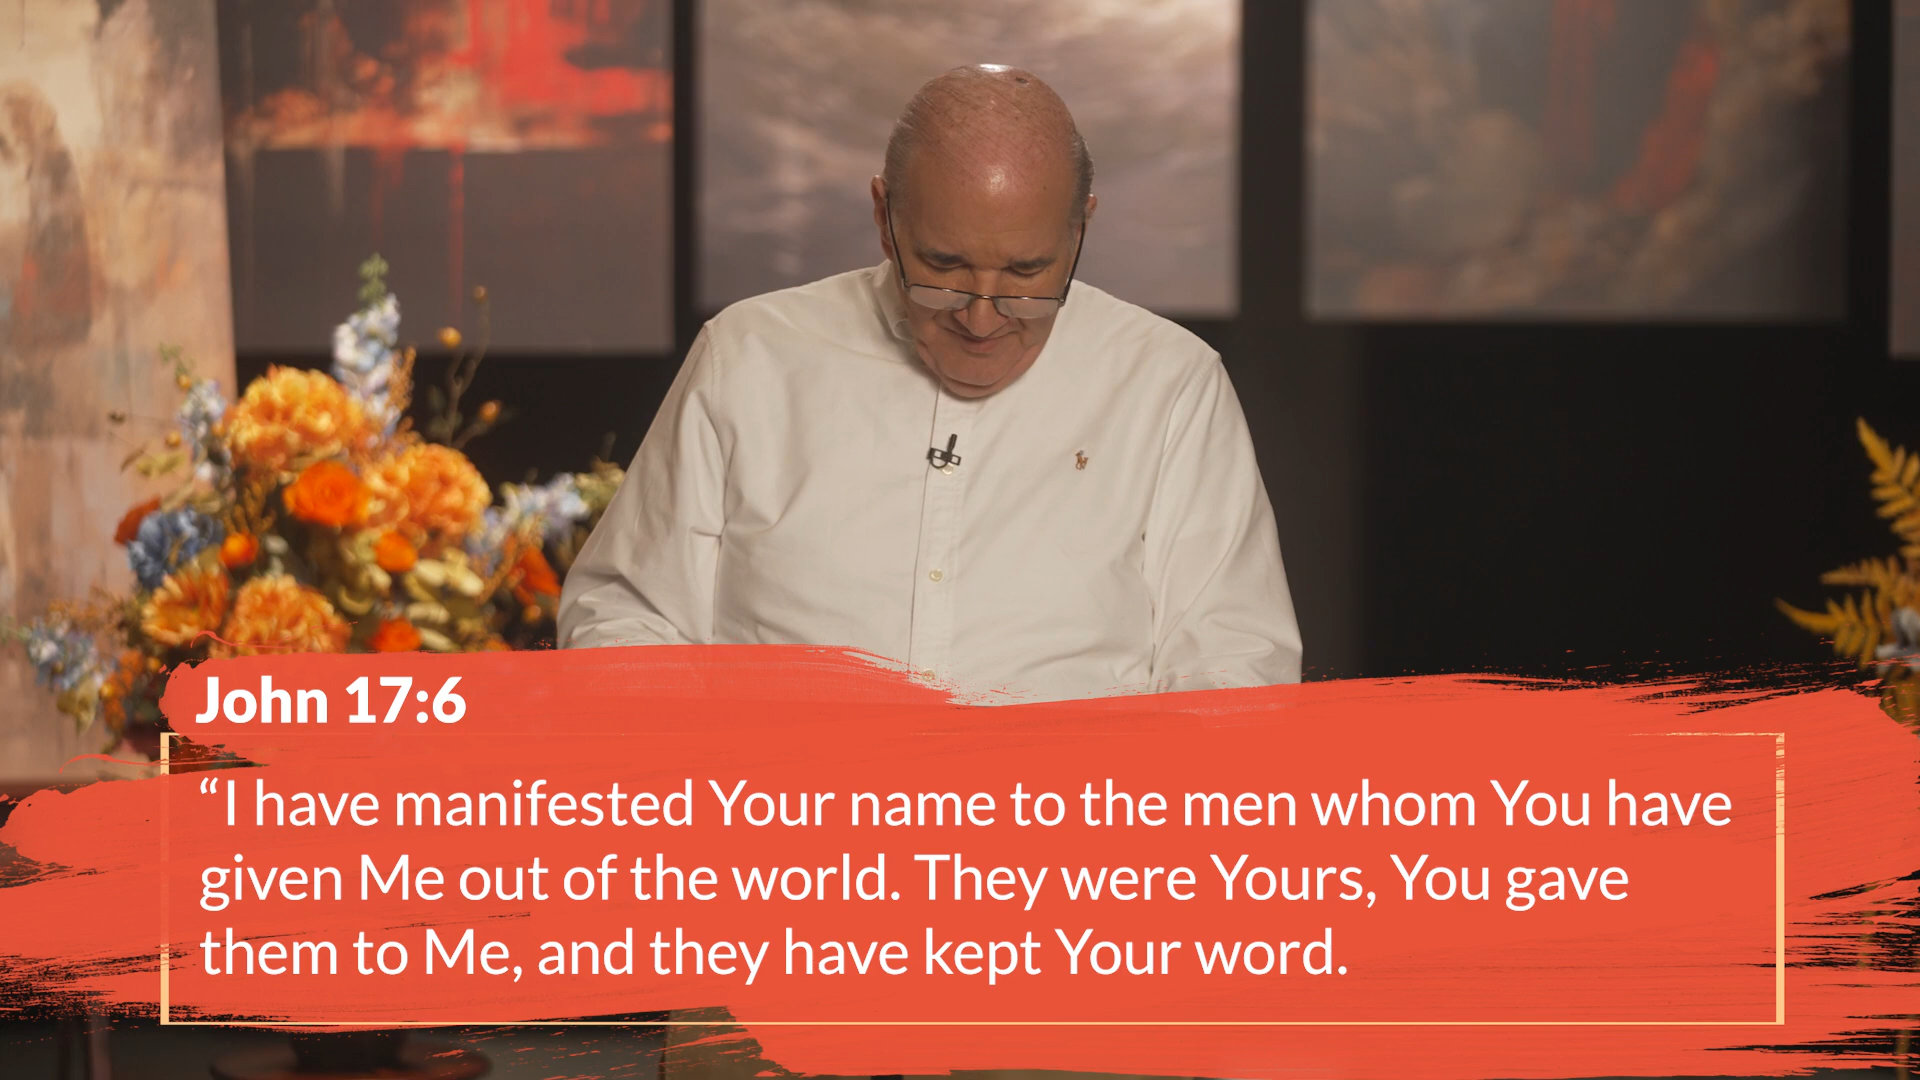 John 17:6
“I have manifested Your name to the men whom You have
given Me out of the world. They were Yours, You gave
them to Me, and they have kept Your word.